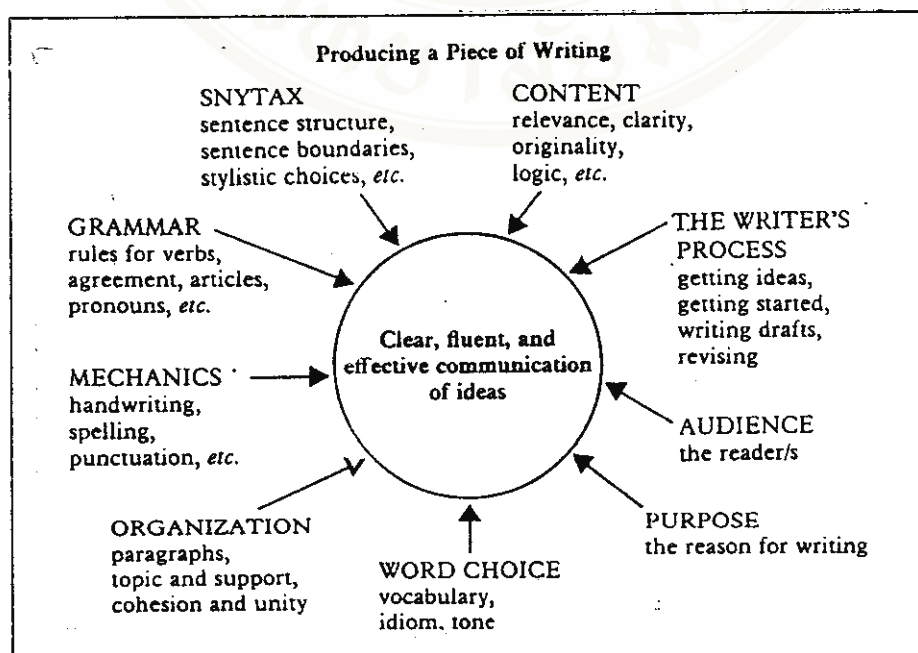 Producing a Piece of Writing
SNYTAX
sentence structure,
sentence boundaries,
stylistic choices, etc.
CONTENT
relevance, clarity,
originality,
logic, etc.
GRAMMAR
rules for verbs,
agreement, articles,
pronouns, etc.
THE WRITER'S
PROCESS
getting ideas,
getting started,
writing drafts,
revising
Clear, fluent, and
effective communication
of ideas
MECHANICS
handwriting,
spelling,
punctuation, etc.
AUDIENCE
the reader/s
ORGANIZATION
paragraphs,
topic and support,
cohesion and unity
WORD CHOICE
vocabulary,
idiom, tone
PURPOSE
the reason for writing